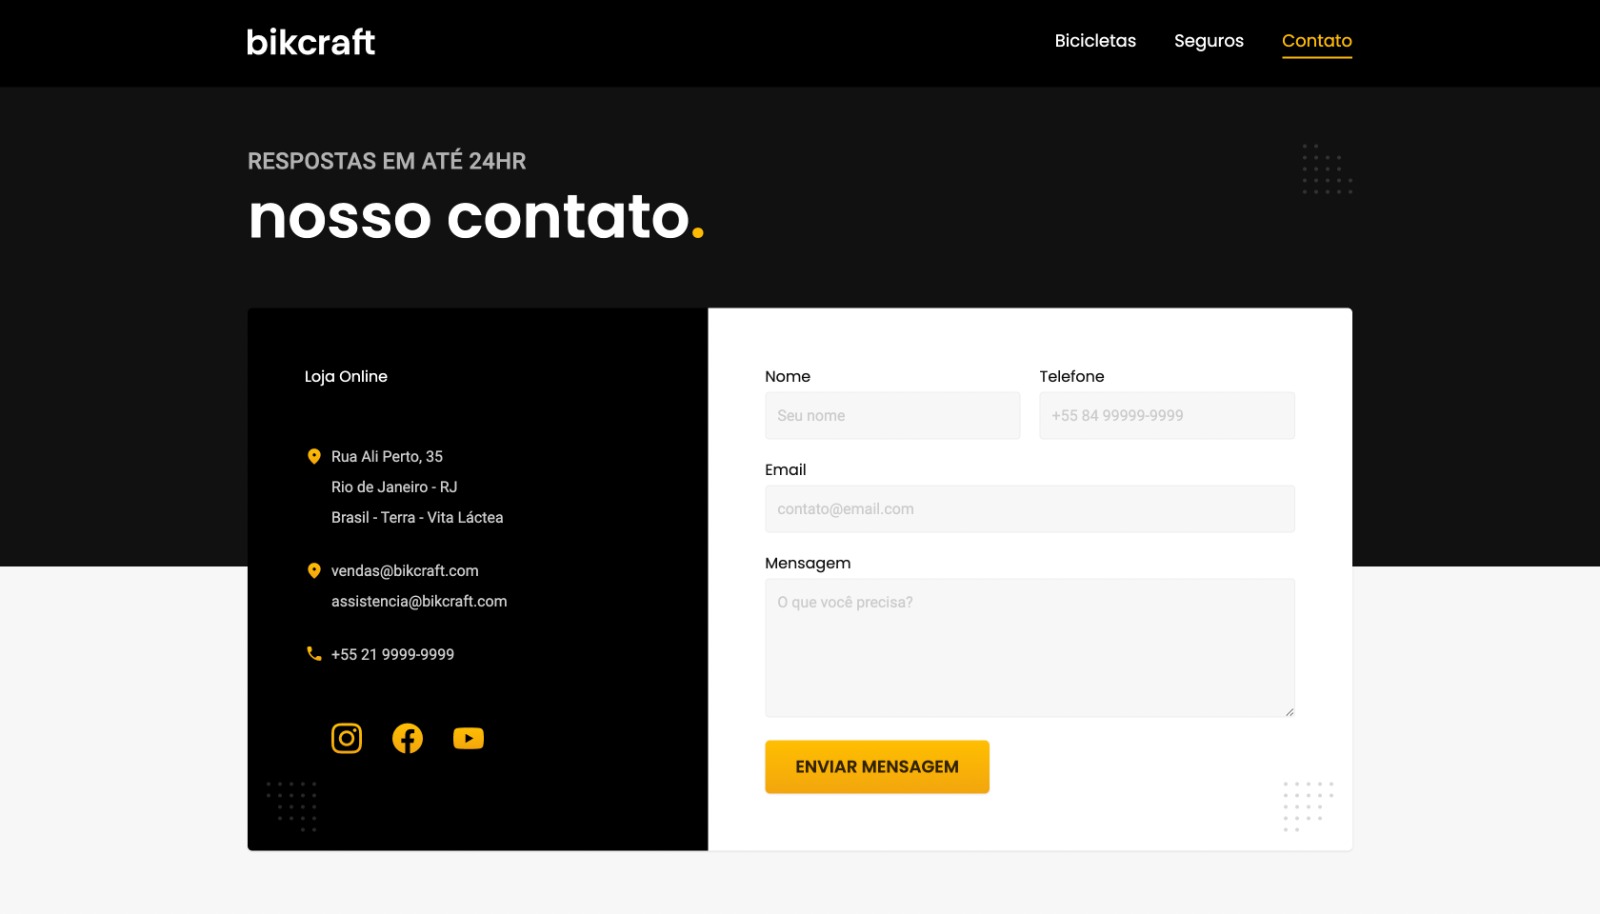 bikcraft
Bicicletas
Seguros
Contato
RESPOSTAS EM ATÉ 24HR
nosso contato.
Loja Online
Rua Ali Perto, 35
Rio de Janeiro - RJ
Brasil - Terra - Vita Láctea
vendas@bikcraft.com
assistencia@bikcraft.com
+55 21 9999-9999
Nome
Seu nome
Telefone
+55 84 99999-9999
Email
contato@email.com
Mensagem
O que você precisa?
ENVIAR MENSAGEM